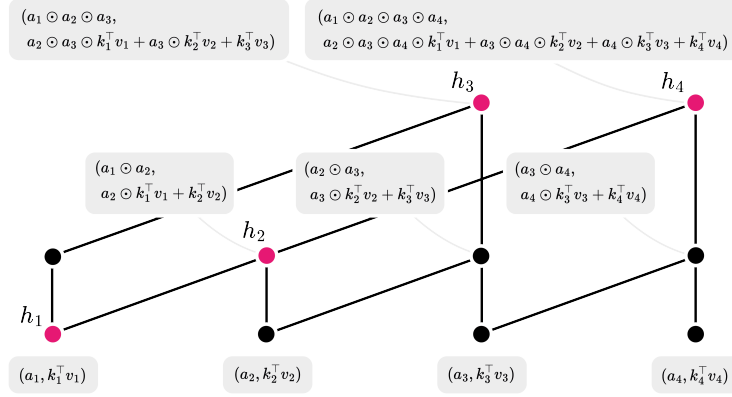 (a₁ ⊙ a₂ ⊙ a₃,
a₂ ⊙ a₃ ⊙ k₁ᵀv₁ + a₃ ⊙ k₂ᵀv₂ + k₃ᵀv₃)
(a₁ ⊙ a₂ ⊙ a₃ ⊙ a₄,
a₂ ⊙ a₃ ⊙ a₄ ⊙ k₁ᵀv₁ + a₃ ⊙ a₄ ⊙ k₂ᵀv₂ + a₄ ⊙ k₃ᵀv₃ + k₄ᵀv₄)
h₃
h₄
(a₁ ⊙ a₂,
a₂ ⊙ k₁ᵀv₁ + k₂ᵀv₂)
(a₂ ⊙ a₃,
a₃ ⊙ k₂ᵀv₂ + k₃ᵀv₃)
(a₃ ⊙ a₄,
a₄ ⊙ k₃ᵀv₃ + k₄ᵀv₄)
h₂
h₁
(a₁, k₁ᵀv₁)
(a₂, k₂ᵀv₂)
(a₃, k₃ᵀv₃)
(a₄, k₄ᵀv₄)